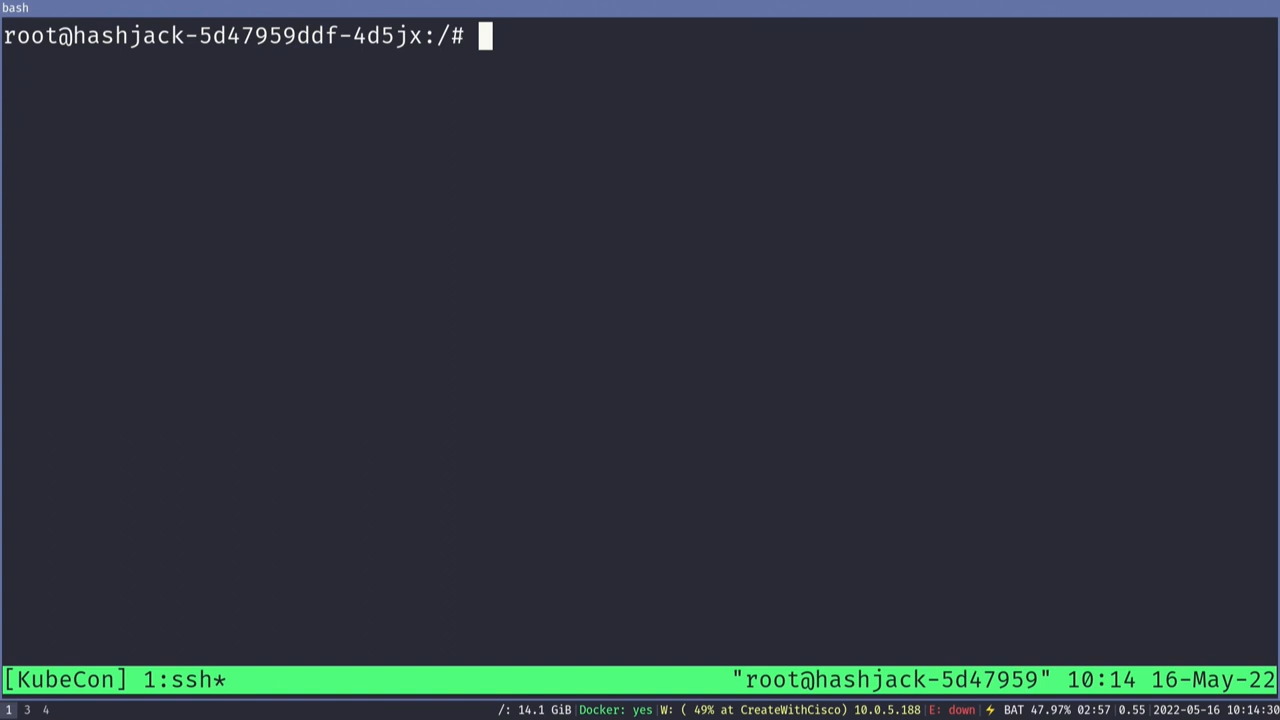 bash
root@hashjack-5d47959ddf-4d5jx:/#
[KubeCon] 1:ssh* "root@hashjack-5d47959" 10:14 16-May-22
1 3 4 /: 14.1 GiB|Docker: yes|W: ( 49% at CreateWithCisco) 10.0.5.188|E: down|⚡ BAT 47.97% 02:57|0.55|2022-05-16 10:14:30